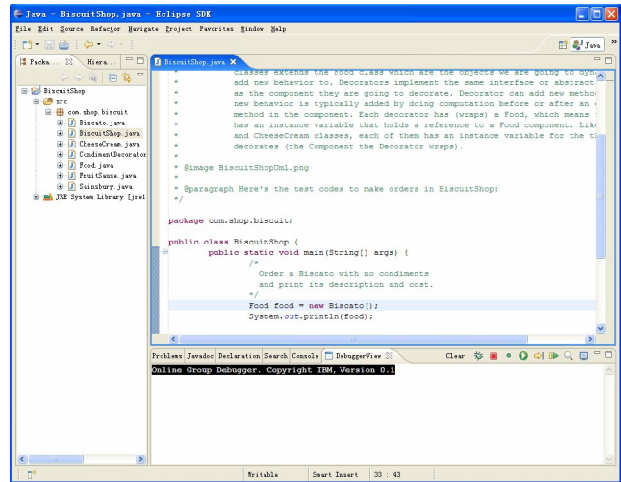 Java - BiscuitShop.java - Eclipse SDK
File Edit Source Refactor Navigate Project Favorites Window Help
Java
Packa...
Hiera...
BiscuitShop.java
BiscuitShop
src
com.shop.biscuit
Biscato.java
BiscuitShop.java
CheeseCream.java
CondimentDecorator
Food.java
FruitSause.java
Sainsbury.java
JRE System Library [jrel
* classes extends the Food class which are the objects we are going to dyn
* add new behavior to. Decorators implement the same interface or abstract
* as the component they are going to decorate. Decorator can add new metho
* new behavior is typically added by doing computation before or after an
* method in the component. Each decorator has (wraps) a Food, which means
* has an instance variable that holds a reference to a Food component. Lik
* and CheeseCream classes, each of them has an instance variable for the t
* decorates (the Component the Decorator wraps).
*
* @image BiscuitShopUml.png
*
* @paragraph Here's the test codes to make orders in BiscuitShop:
*/
package com.shop.biscuit;
public class BiscuitShop {
public static void main(String[] args) {
/*
Order a Biscato with no condiments
and print its description and cost.
*/
Food food = new Biscato();
System.out.println(food);
Problems Javadoc Declaration Search Console DebuggerView Clear
Online Group Debugger. Copyright IBM, Version 0.1
Writable Smart Insert 33 : 43